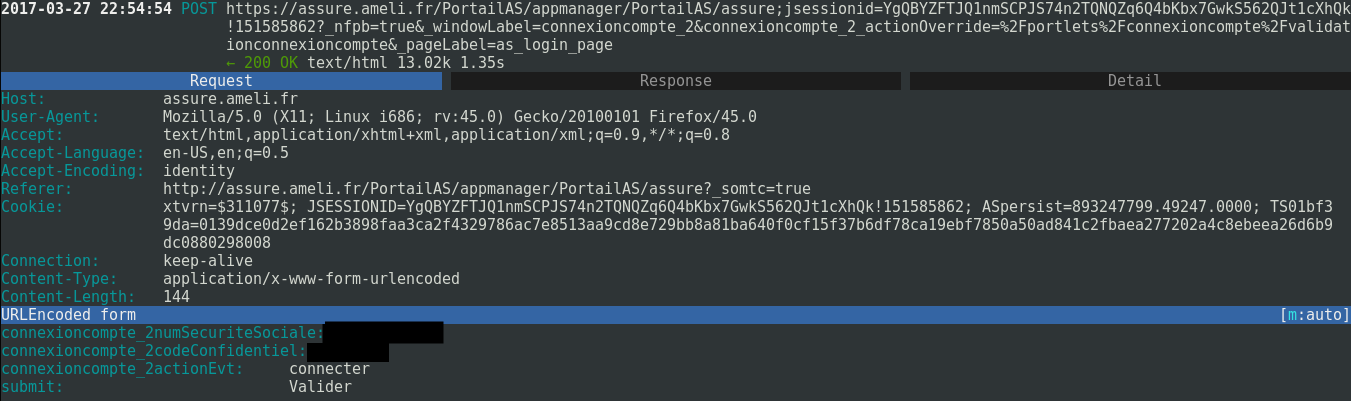 2017-03-27 22:54:54 POST https://assure.ameli.fr/PortailAS/appmanager/PortailAS/assure;jsessionid=YgQBYZFTJQ1nmSCPJS74n2TQNQZq6Q4bKbx7GwkS562QJt1cXhQk
!151585862?_nfpb=true&_windowLabel=connexioncompte_2&connexioncompte_2_actionOverride=%2Fportlets%2Fconnexioncompte%2Fvalidat
ionconnexioncompte&_pageLabel=as_login_page
← 200 OK text/html 13.02k 1.35s
Request Response Detail
Host: assure.ameli.fr
User-Agent: Mozilla/5.0 (X11; Linux i686; rv:45.0) Gecko/20100101 Firefox/45.0
Accept: text/html,application/xhtml+xml,application/xml;q=0.9,*/*;q=0.8
Accept-Language: en-US,en;q=0.5
Accept-Encoding: identity
Referer: http://assure.ameli.fr/PortailAS/appmanager/PortailAS/assure?_somtc=true
Cookie: xtvrn=$311077$; JSESSIONID=YgQBYZFTJQ1nmSCPJS74n2TQNQZq6Q4bKbx7GwkS562QJt1cXhQk!151585862; ASpersist=893247799.49247.0000; TS01bf3
9da=0139dce0d2ef162b3898faa3ca2f4329786ac7e8513aa9cd8e729bb8a81ba640f0cf15f37b6df78ca19ebf7850a50ad841c2fbaea277202a4c8ebeea26d6b9
dc0880298008
Connection: keep-alive
Content-Type: application/x-www-form-urlencoded
Content-Length: 144
URLEncoded form [m:auto]
connexioncompte_2numSecuriteSociale:
connexioncompte_2codeConfidentiel:
connexioncompte_2actionEvt: connecter
submit: Valider